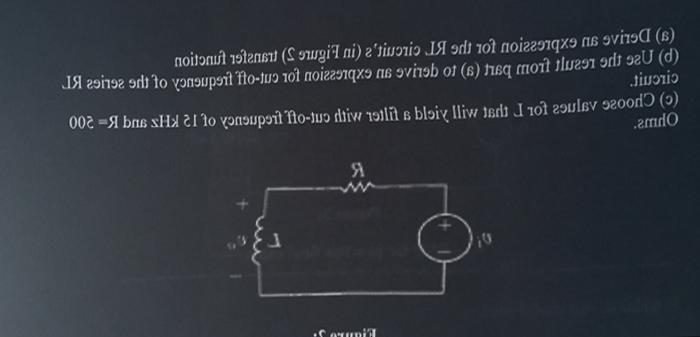 (a) Derive an expression for the RL circuit's (in Figure 2) transfer function
(b) Use the result from part (a) to derive an expression for cut-off frequency of the series RL
circuit.
(c) Choose values for L that will yield a filter with cut-off frequency of 15 kHz and R= 500
Ohms.
R
+
+
L
-
-
Figure 2: